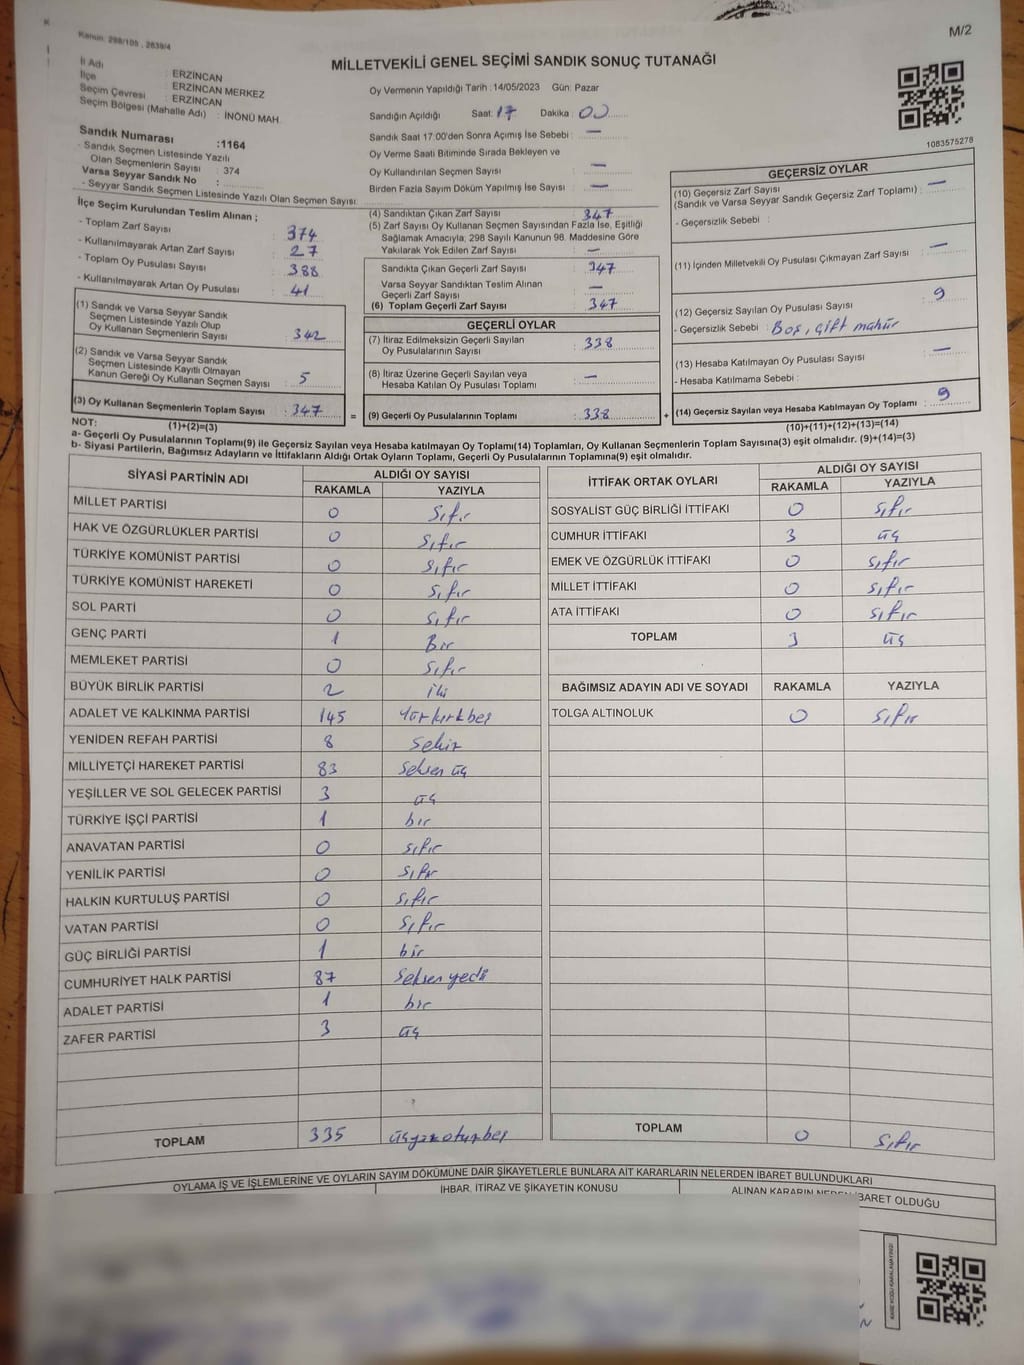 Kanun: 298/105 , 2839/4
M/2
MİLLETVEKİLİ GENEL SEÇİMİ SANDIK SONUÇ TUTANAĞI
İl Adı : ERZİNCAN
İlçe : ERZİNCAN MERKEZ
Seçim Çevresi : ERZİNCAN
Seçim Bölgesi (Mahalle Adı) : İNÖNÜ MAH.
Sandık Numarası :1164
- Sandık Seçmen Listesinde Yazılı
Olan Seçmenlerin Sayısı : 374
Varsa Seyyar Sandık No :
- Seyyar Sandık Seçmen Listesinde Yazılı Olan Seçmen Sayısı:
Oy Vermenin Yapıldığı Tarih :14/05/2023 Gün: Pazar
Sandığın Açıldığı Saat: 17 Dakika : 00
Sandık Saat 17:00'den Sonra Açımış İse Sebebi : —
Oy Verme Saati Bitiminde Sırada Bekleyen ve
Oy Kullandırılan Seçmen Sayısı : —
Birden Fazla Sayım Döküm Yapılmış İse Sayısı : —
1083575278
İlçe Seçim Kurulundan Teslim Alınan ;
- Toplam Zarf Sayısı : 374
- Kullanılmayarak Artan Zarf Sayısı : 27
- Toplam Oy Pusulası Sayısı : 388
- Kullanılmayarak Artan Oy Pusulası : 41
(1) Sandık ve Varsa Seyyar Sandık
Seçmen Listesinde Yazılı Olup
Oy Kullanan Seçmenlerin Sayısı : 342
(2) Sandık ve Varsa Seyyar Sandık
Seçmen Listesinde Kayıtlı Olmayan
Kanun Gereği Oy Kullanan Seçmen Sayısı : 5
(3) Oy Kullanan Seçmenlerin Toplam Sayısı : 347
(1)+(2)=(3)
(4) Sandıktan Çıkan Zarf Sayısı : 347
(5) Zarf Sayısı Oy Kullanan Seçmen Sayısından Fazla İse, Eşitliği
Sağlamak Amacıyla, 298 Sayılı Kanunun 98. Maddesine Göre
Yakılarak Yok Edilen Zarf Sayısı : —
Sandıkta Çıkan Geçerli Zarf Sayısı : 347
Varsa Seyyar Sandıktan Teslim Alınan
Geçerli Zarf Sayısı : —
(6) Toplam Geçerli Zarf Sayısı : 347
GEÇERLİ OYLAR
(7) İtiraz Edilmeksizin Geçerli Sayılan
Oy Pusulalarının Sayısı : 338
(8) İtiraz Üzerine Geçerli Sayılan veya
Hesaba Katılan Oy Pusulası Toplamı : —
= (9) Geçerli Oy Pusulalarının Toplamı : 338 +
GEÇERSİZ OYLAR
(10) Geçersiz Zarf Sayısı
(Sandık ve Varsa Seyyar Sandık Geçersiz Zarf Toplamı) : —
- Geçersizlik Sebebi :
(11) İçinden Milletvekili Oy Pusulası Çıkmayan Zarf Sayısı : —
(12) Geçersiz Sayılan Oy Pusulası Sayısı : 9
- Geçersizlik Sebebi : Boş, çift mühür
(13) Hesaba Katılmayan Oy Pusulası Sayısı : —
- Hesaba Katılmama Sebebi :
(14) Geçersiz Sayılan veya Hesaba Katılmayan Oy Toplamı : 9
(10)+(11)+(12)+(13)=(14)
NOT:
a- Geçerli Oy Pusulalarının Toplamı(9) ile Geçersiz Sayılan veya Hesaba katılmayan Oy Toplamı(14) Toplamları, Oy Kullanan Seçmenlerin Toplam Sayısına(3) eşit olmalıdır. (9)+(14)=(3)
b- Siyasi Partilerin, Bağımsız Adayların ve İttifakların Aldığı Ortak Oyların Toplamı, Geçerli Oy Pusulalarının Toplamına(9) eşit olmalıdır.
SİYASİ PARTİNİN ADI ALDIĞI OY SAYISI
RAKAMLA YAZIYLA
MİLLET PARTİSİ 0 Sıfır
HAK VE ÖZGÜRLÜKLER PARTİSİ 0 Sıfır
TÜRKİYE KOMÜNİST PARTİSİ 0 Sıfır
TÜRKİYE KOMÜNİST HAREKETİ 0 Sıfır
SOL PARTİ 0 Sıfır
GENÇ PARTİ 1 Bir
MEMLEKET PARTİSİ 0 Sıfır
BÜYÜK BİRLİK PARTİSİ 2 iki
ADALET VE KALKINMA PARTİSİ 145 Yüzkırkbeş
YENİDEN REFAH PARTİSİ 8 Sekiz
MİLLİYETÇİ HAREKET PARTİSİ 83 Seksen üç
YEŞİLLER VE SOL GELECEK PARTİSİ 3 üç
TÜRKİYE İŞÇİ PARTİSİ 1 bir
ANAVATAN PARTİSİ 0 Sıfır
YENİLİK PARTİSİ 0 Sıfır
HALKIN KURTULUŞ PARTİSİ 0 Sıfır
VATAN PARTİSİ 0 Sıfır
GÜÇ BİRLİĞİ PARTİSİ 1 bir
CUMHURİYET HALK PARTİSİ 87 Seksen yedi
ADALET PARTİSİ 1 bir
ZAFER PARTİSİ 3 üç
TOPLAM 335 üçyüzotuzbeş
İTTİFAK ORTAK OYLARI ALDIĞI OY SAYISI
RAKAMLA YAZIYLA
SOSYALİST GÜÇ BİRLİĞİ İTTİFAKI 0 Sıfır
CUMHUR İTTİFAKI 3 üç
EMEK VE ÖZGÜRLÜK İTTİFAKI 0 Sıfır
MİLLET İTTİFAKI 0 Sıfır
ATA İTTİFAKI 0 Sıfır
TOPLAM 3 üç
BAĞIMSIZ ADAYIN ADI VE SOYADI RAKAMLA YAZIYLA
TOLGA ALTINOLUK 0 Sıfır
TOPLAM 0 Sıfır
OYLAMA İŞ VE İŞLEMLERİNE VE OYLARIN SAYIM DÖKÜMÜNE DAİR ŞİKAYETLERLE BUNLARA AİT KARARLARIN NELERDEN İBARET BULUNDUKLARI
İHBAR, İTİRAZ VE ŞİKAYETİN KONUSU
ALINAN KARARIN NEDEN İBARET OLDUĞU